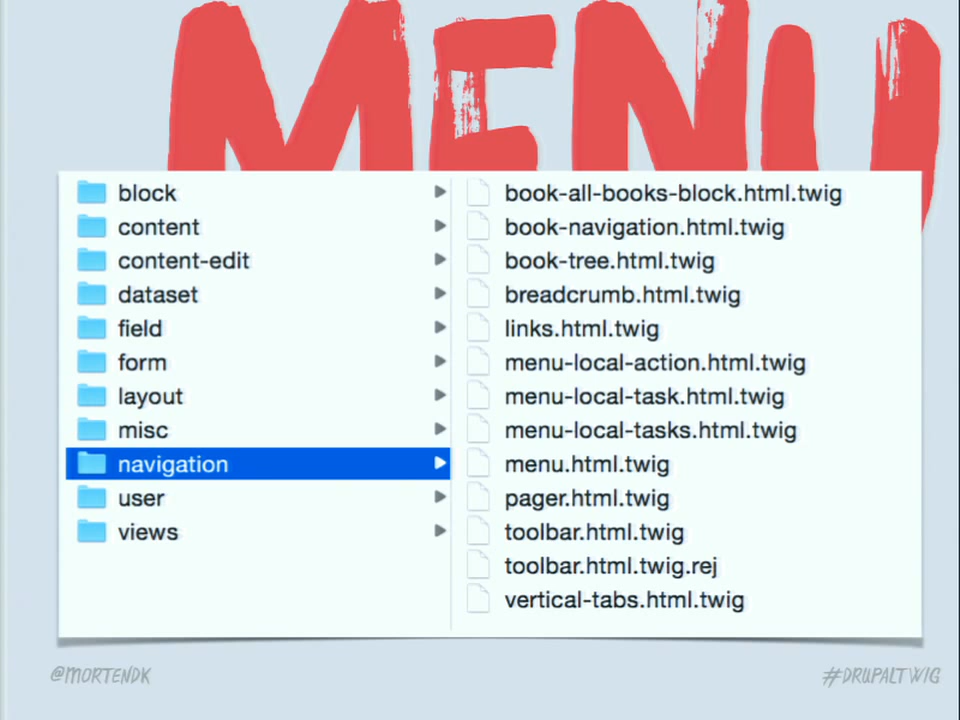 MENU
block
content
content-edit
dataset
field
form
layout
misc
navigation
user
views
book-all-books-block.html.twig
book-navigation.html.twig
book-tree.html.twig
breadcrumb.html.twig
links.html.twig
menu-local-action.html.twig
menu-local-task.html.twig
menu-local-tasks.html.twig
menu.html.twig
pager.html.twig
toolbar.html.twig
toolbar.html.twig.rej
vertical-tabs.html.twig
@MORTENDK
#DRUPALTWIG